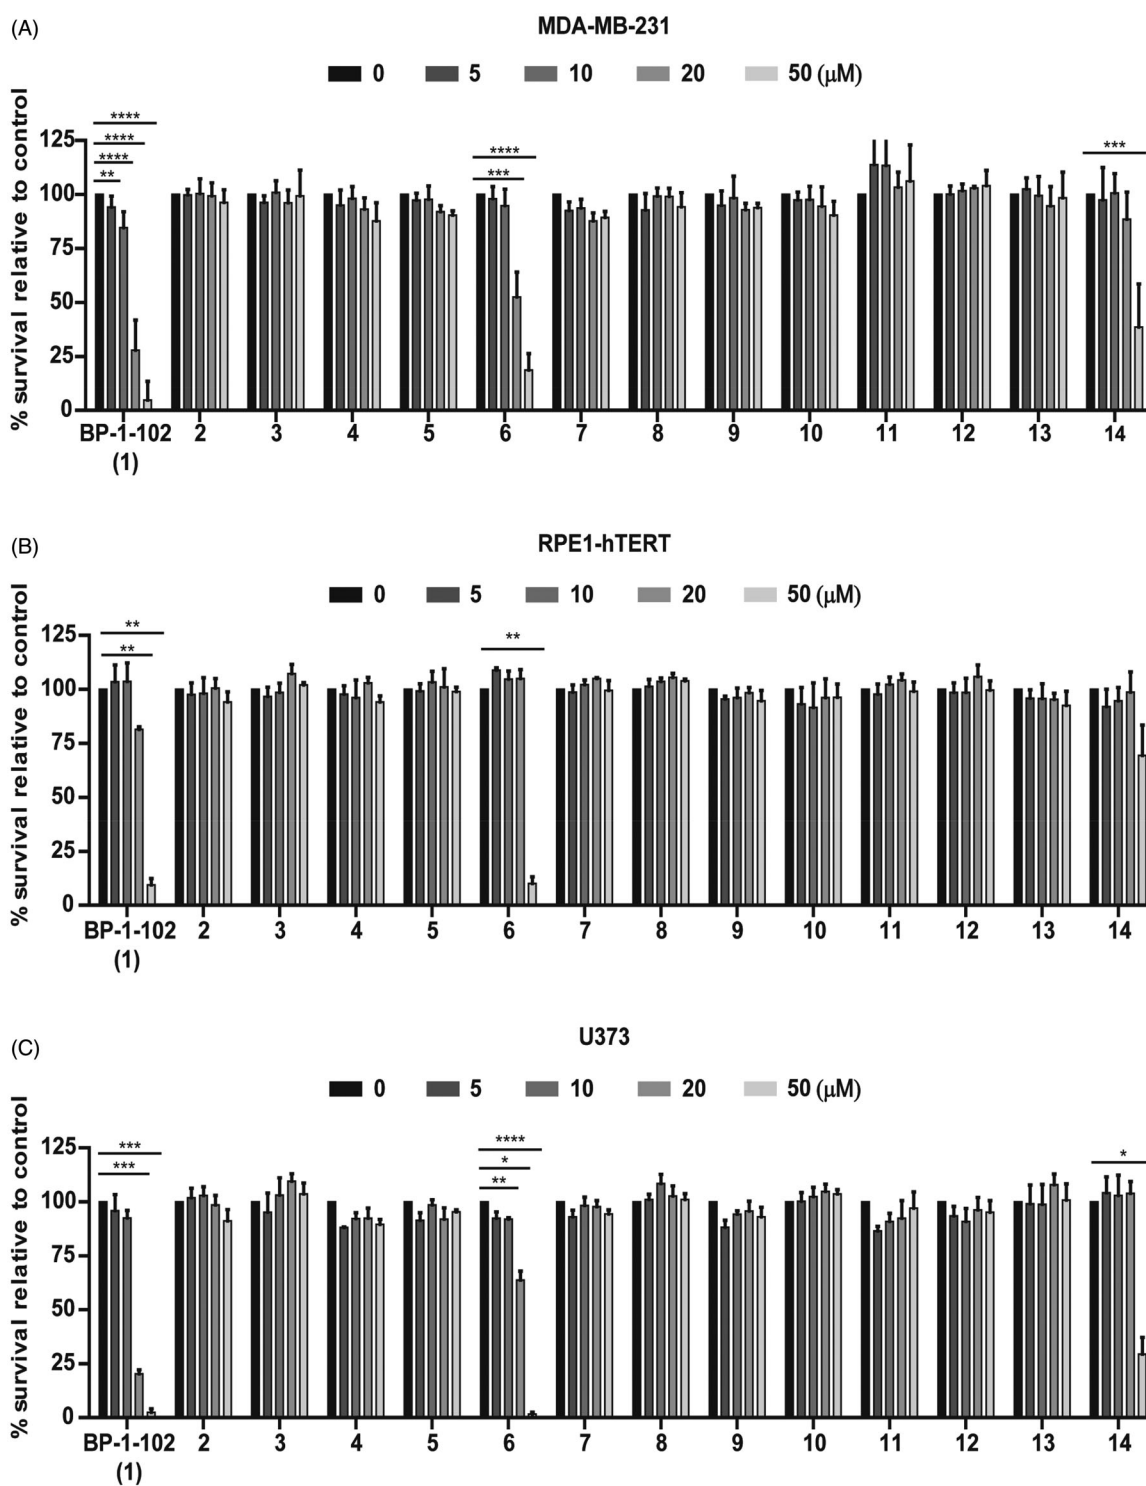 (A)
MDA-MB-231
0 5 10 20 50 (μM)
% survival relative to control
125
100
75
50
25
0
**** 
****
****
**
****
***
***
BP-1-102 2 3 4 5 6 7 8 9 10 11 12 13 14
(1)
(B)
RPE1-hTERT
0 5 10 20 50 (μM)
% survival relative to control
125
100
75
50
25
0
**
**
**
BP-1-102 2 3 4 5 6 7 8 9 10 11 12 13 14
(1)
(C)
U373
0 5 10 20 50 (μM)
% survival relative to control
125
100
75
50
25
0
***
***
****
*
**
*
BP-1-102 2 3 4 5 6 7 8 9 10 11 12 13 14
(1)